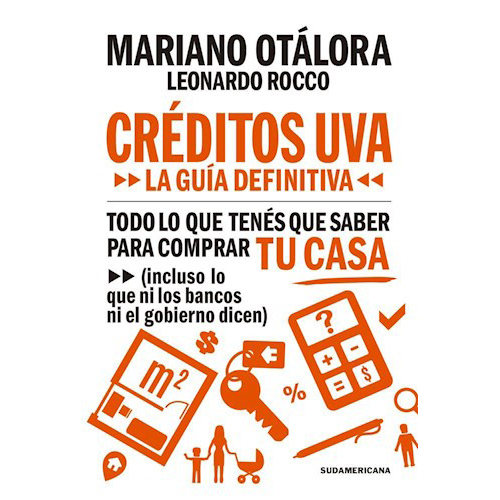 MARIANO OTÁLORA
LEONARDO ROCCO
CRÉDITOS UVA
LA GUÍA DEFINITIVA
TODO LO QUE TENÉS QUE SABER
PARA COMPRAR TU CASA
(incluso lo
que ni los bancos
ni el gobierno dicen)
$
?
+ -
= $
m²
%
SUDAMERICANA